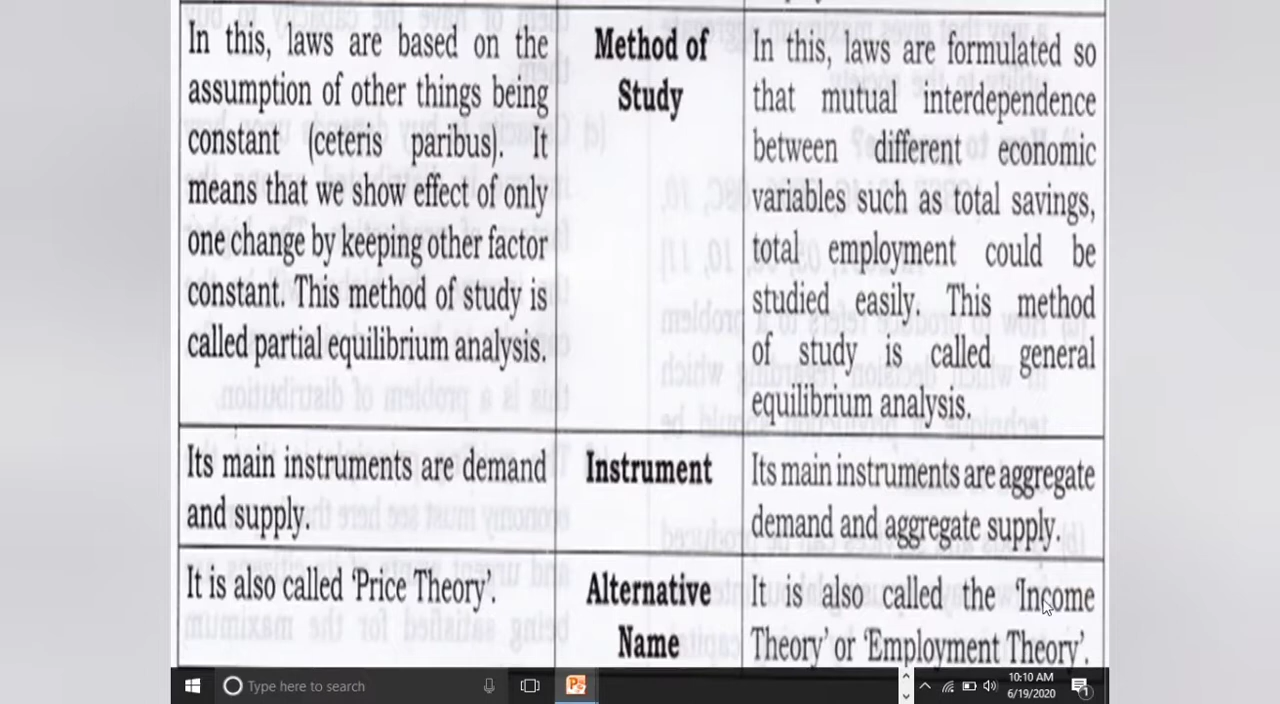 In this, laws are based on the
assumption of other things being
constant (ceteris paribus). It
means that we show effect of only
one change by keeping other factor
constant. This method of study is
called partial equilibrium analysis.
Method of
Study
In this, laws are formulated so
that mutual interdependence
between different economic
variables such as total savings,
total employment could be
studied easily. This method
of study is called general
equilibrium analysis.
Its main instruments are demand
and supply.
Instrument
Its main instruments are aggregate
demand and aggregate supply.
It is also called 'Price Theory'.
Alternative
Name
It is also called the 'Income
Theory' or 'Employment Theory'.
Type here to search
10:10 AM
6/19/2020
1